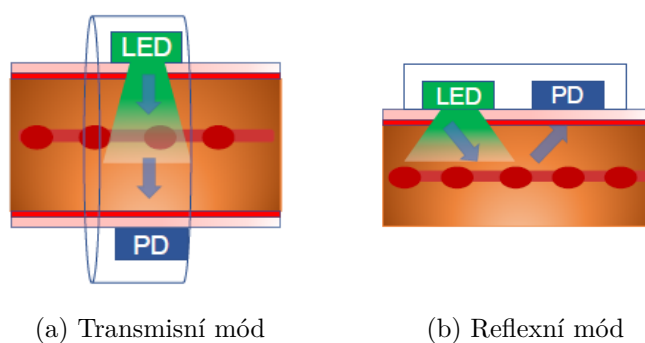 LED
PD
(a) Transmisní mód
LED
PD
(b) Reflexní mód